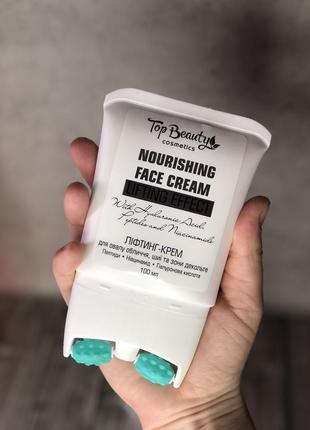 Top Beauty
cosmetics
NOURISHING
FACE CREAM
LIFTING EFFECT
With Hyaluronic Acid,
Peptides and Niacinamide
ЛІФТИНГ-КРЕМ
для овалу обличчя, шиї та зони декольте
Пептиди · Ніацинамід · Гіалуронова кислота
100 мл